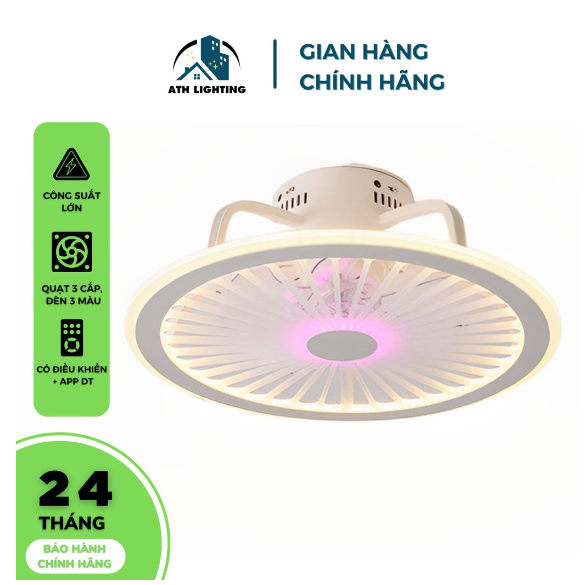 ATH LIGHTING
GIAN HÀNG
CHÍNH HÃNG
CÔNG SUẤT
LỚN
QUẠT 3 CẤP,
ĐÈN 3 MÀU
CÓ ĐIỀU KHIỂN
+ APP DT
24
THÁNG
BẢO HÀNH
CHÍNH HÃNG